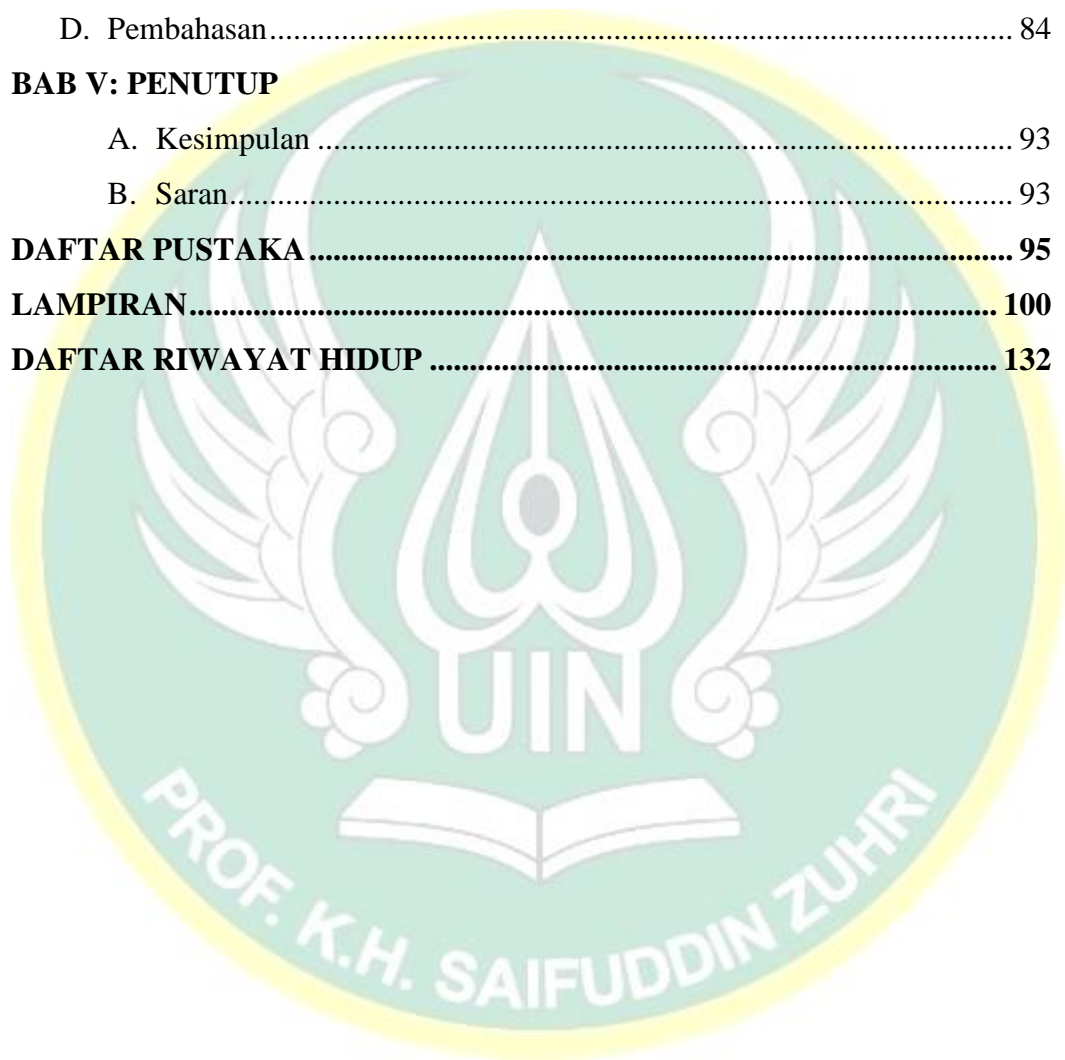 D. Pembahasan........................................................................................ 84
BAB V: PENUTUP
A. Kesimpulan .................................................................................. 93
B. Saran............................................................................................. 93
DAFTAR PUSTAKA ..................................................................................... 95
LAMPIRAN.................................................................................................. 100
DAFTAR RIWAYAT HIDUP ..................................................................... 132
UIN
PROF. K.H. SAIFUDDIN ZUHRI